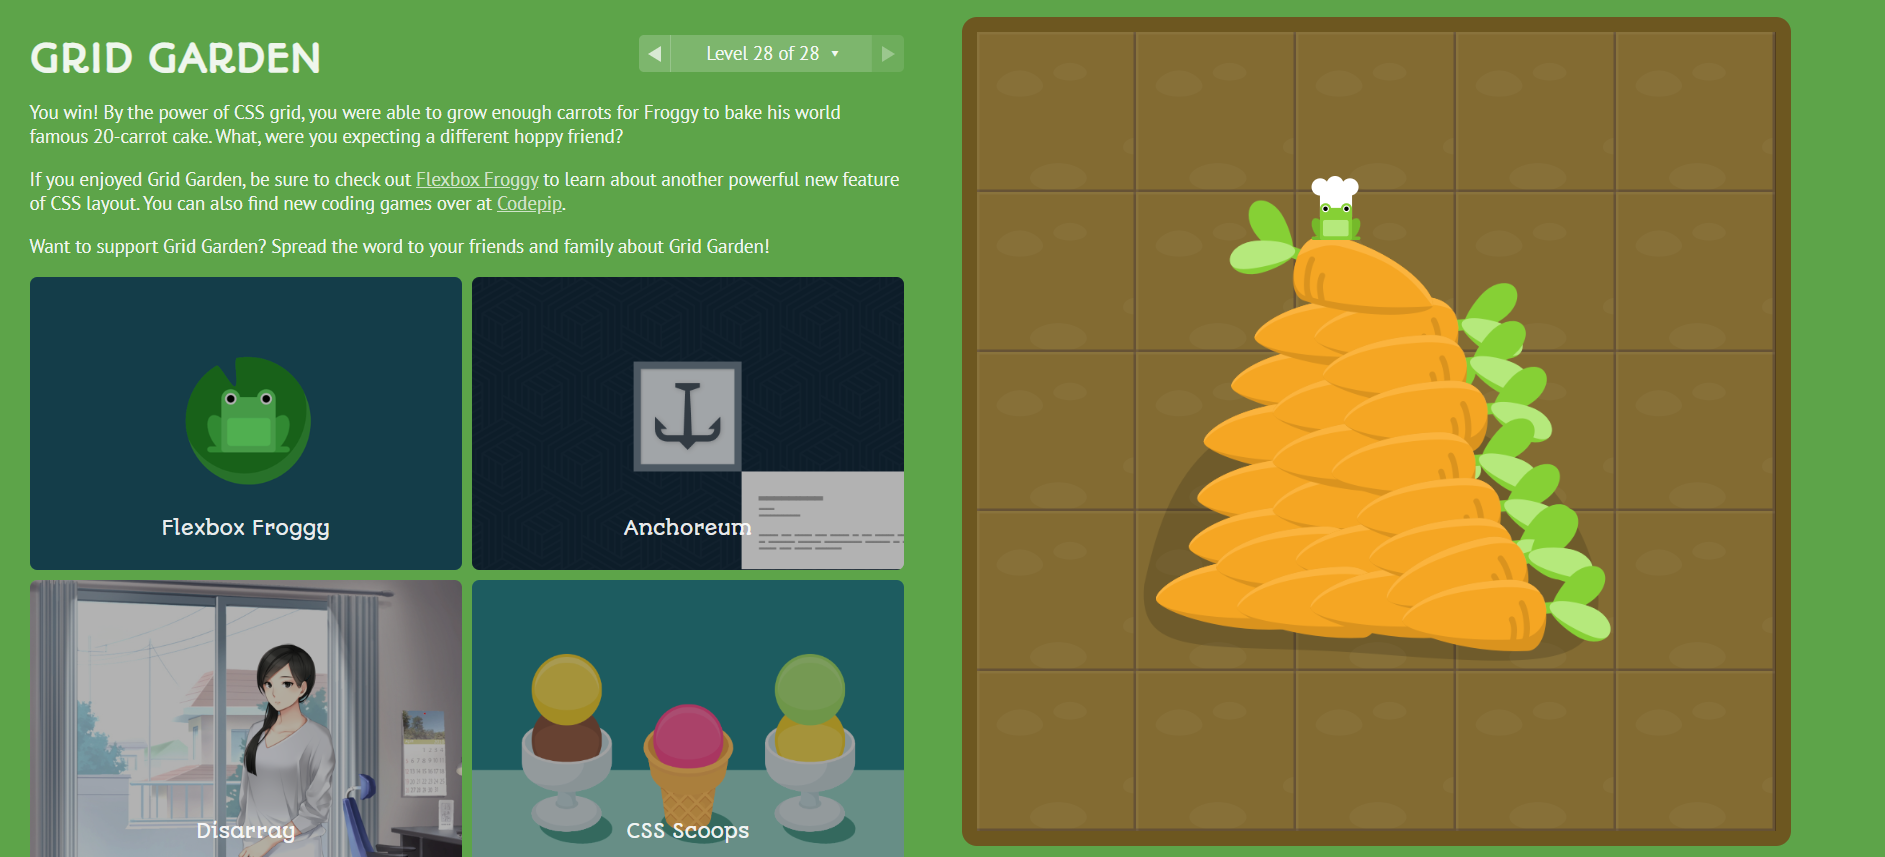 GRID GARDEN
Level 28 of 28
You win! By the power of CSS grid, you were able to grow enough carrots for Froggy to bake his world
famous 20-carrot cake. What, were you expecting a different hoppy friend?
If you enjoyed Grid Garden, be sure to check out Flexbox Froggy to learn about another powerful new feature
of CSS layout. You can also find new coding games over at Codepip.
Want to support Grid Garden? Spread the word to your friends and family about Grid Garden!
Flexbox Froggy
Anchoreum
Disarray
CSS Scoops